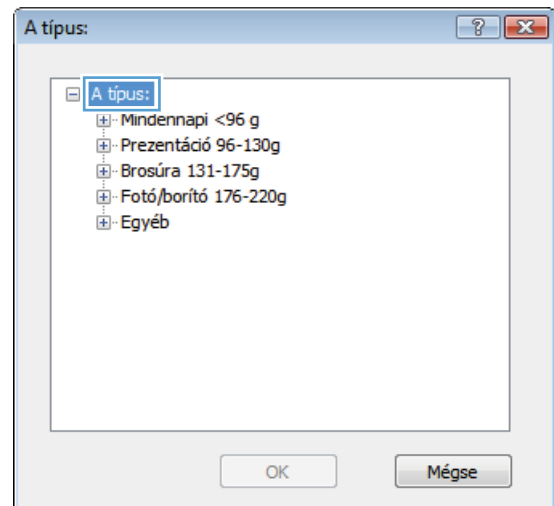 A típus:
A típus:
Mindennapi <96 g
Prezentáció 96-130g
Brosúra 131-175g
Fotó/borító 176-220g
Egyéb
OK Mégse